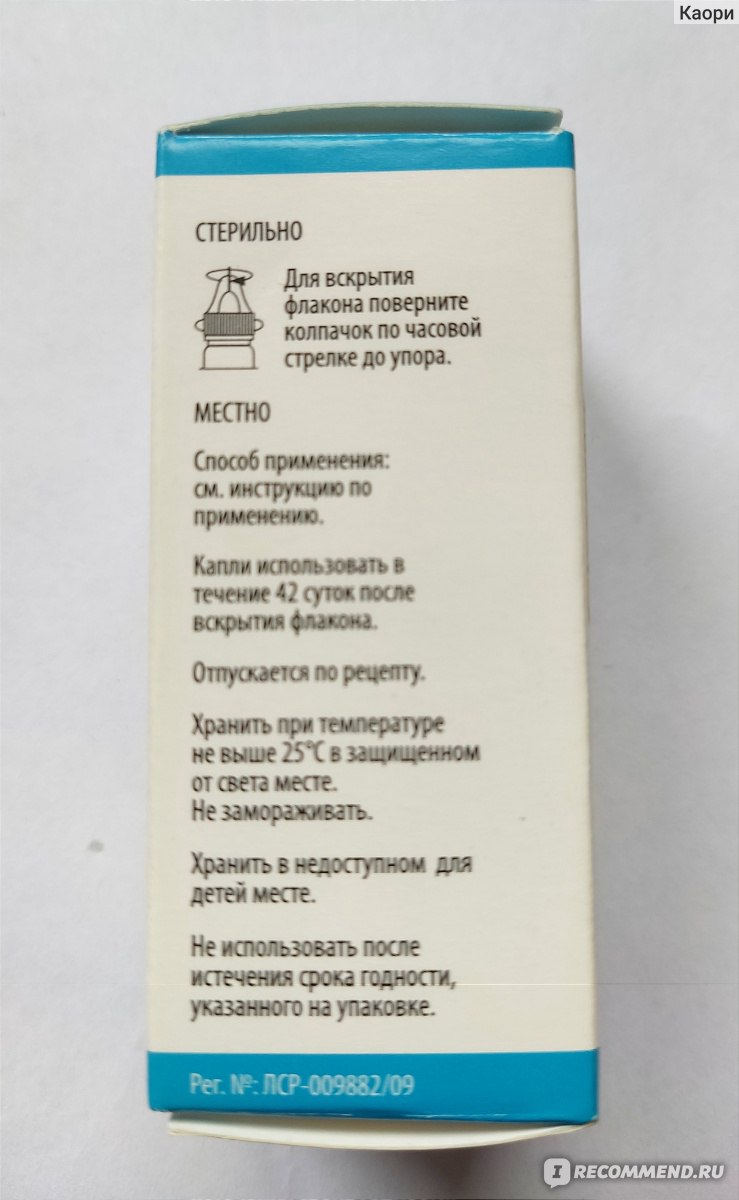 Каори
СТЕРИЛЬНО
Для вскрытия
флакона поверните
колпачок по часовой
стрелке до упора.
МЕСТНО
Способ применения:
см. инструкцию по
применению.
Капли использовать в
течение 42 суток после
вскрытия флакона.
Отпускается по рецепту.
Хранить при температуре
не выше 25°С в защищенном
от света месте.
Не замораживать.
Хранить в недоступном для
детей месте.
Не использовать после
истечения срока годности,
указанного на упаковке.
Рег. №: ЛСР-009882/09
I RECOMMEND.RU